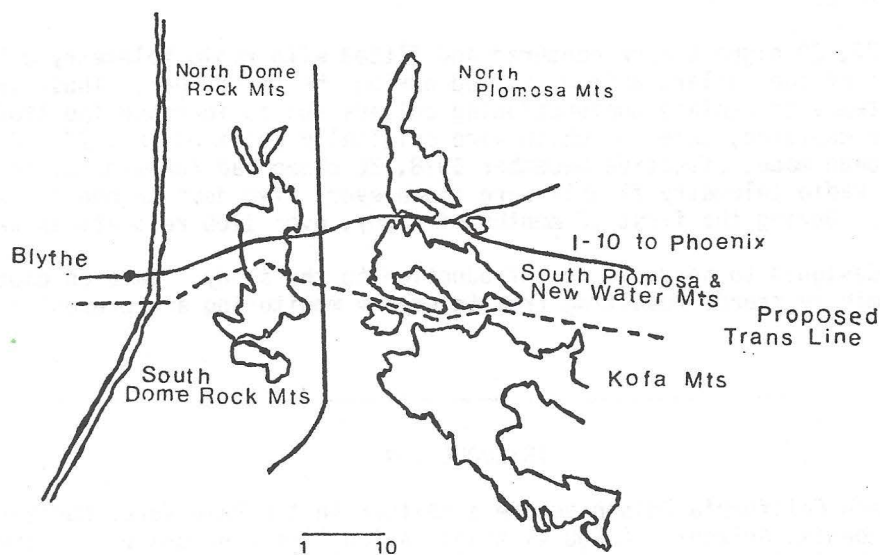 North Dome
Rock Mts
North
Plomosa Mts
Blythe
I-10 to Phoenix
South Plomosa &
New Water Mts
Proposed
Trans Line
South
Dome Rock Mts
Kofa Mts
1 10